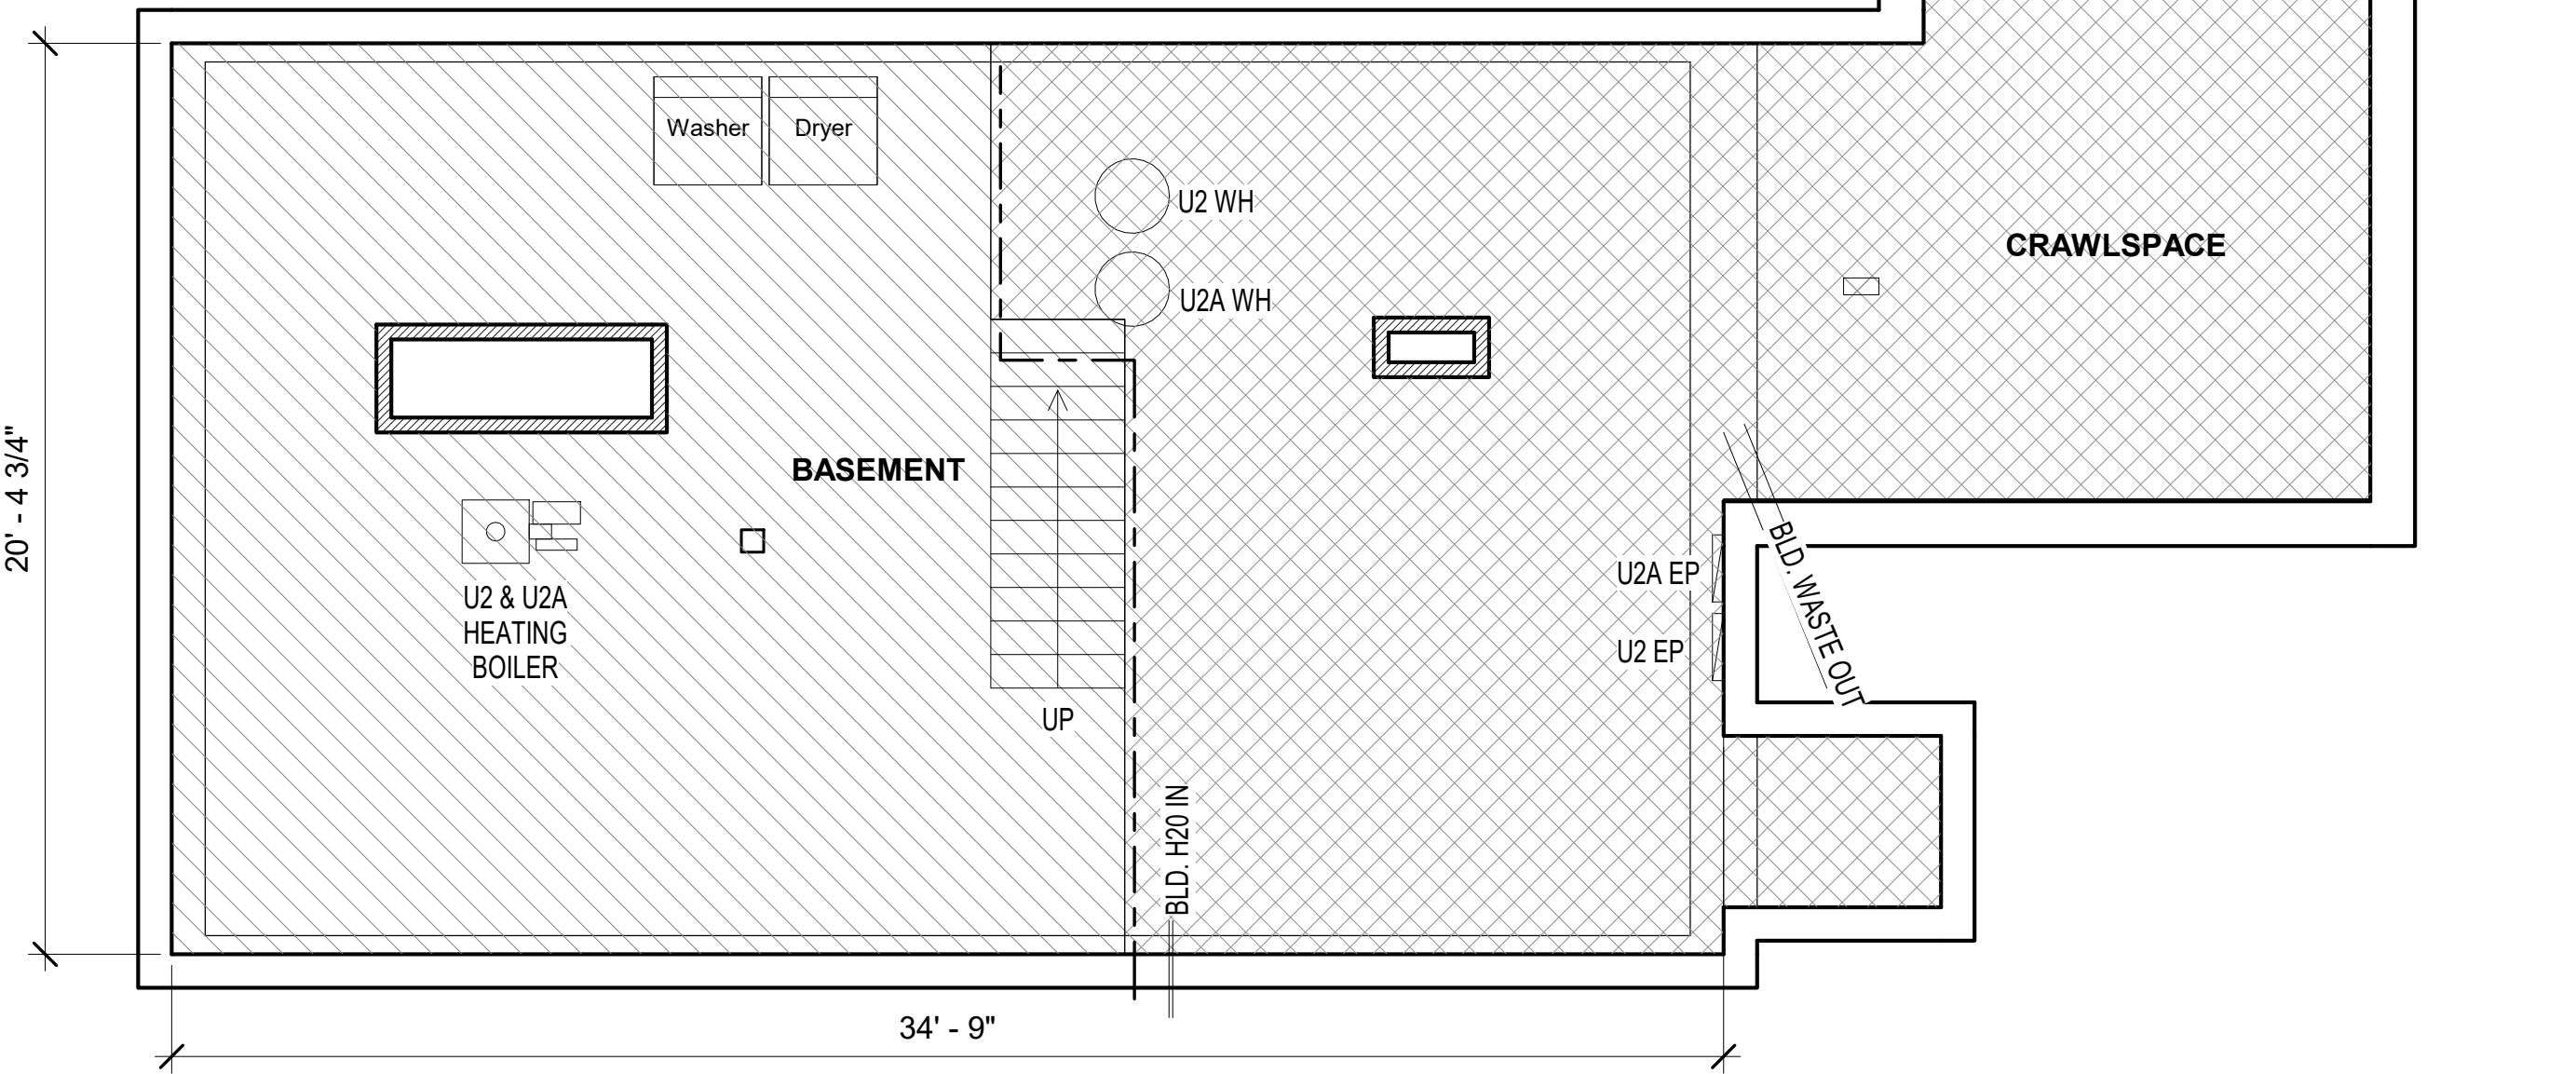 Washer
Dryer
U2 WH
U2A WH
CRAWLSPACE
BASEMENT
20' - 4 3/4"
U2 & U2A
HEATING
BOILER
U2A EP
U2 EP
BLD. WASTE OUT
UP
BLD. H20 IN
34' - 9"